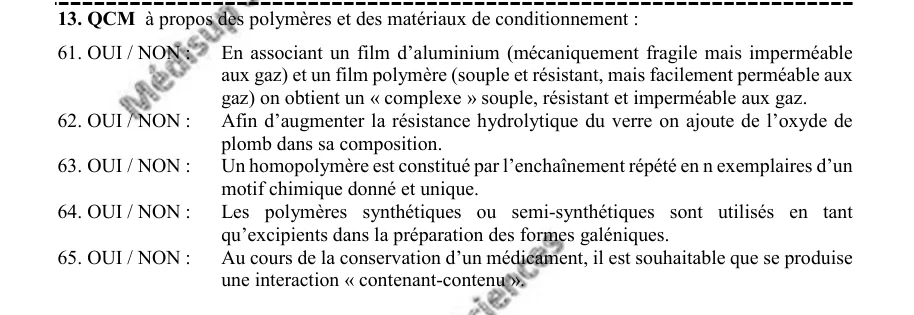 13. QCM à propos des polymères et des matériaux de conditionnement :
61. OUI / NON : En associant un film d'aluminium (mécaniquement fragile mais imperméable
aux gaz) et un film polymère (souple et résistant, mais facilement perméable aux
gaz) on obtient un « complexe » souple, résistant et imperméable aux gaz.
62. OUI / NON : Afin d'augmenter la résistance hydrolytique du verre on ajoute de l'oxyde de
plomb dans sa composition.
63. OUI / NON : Un homopolymère est constitué par l'enchaînement répété en n exemplaires d'un
motif chimique donné et unique.
64. OUI / NON : Les polymères synthétiques ou semi-synthétiques sont utilisés en tant
qu'excipients dans la préparation des formes galéniques.
65. OUI / NON : Au cours de la conservation d'un médicament, il est souhaitable que se produise
une interaction « contenant-contenu ».
Médisup